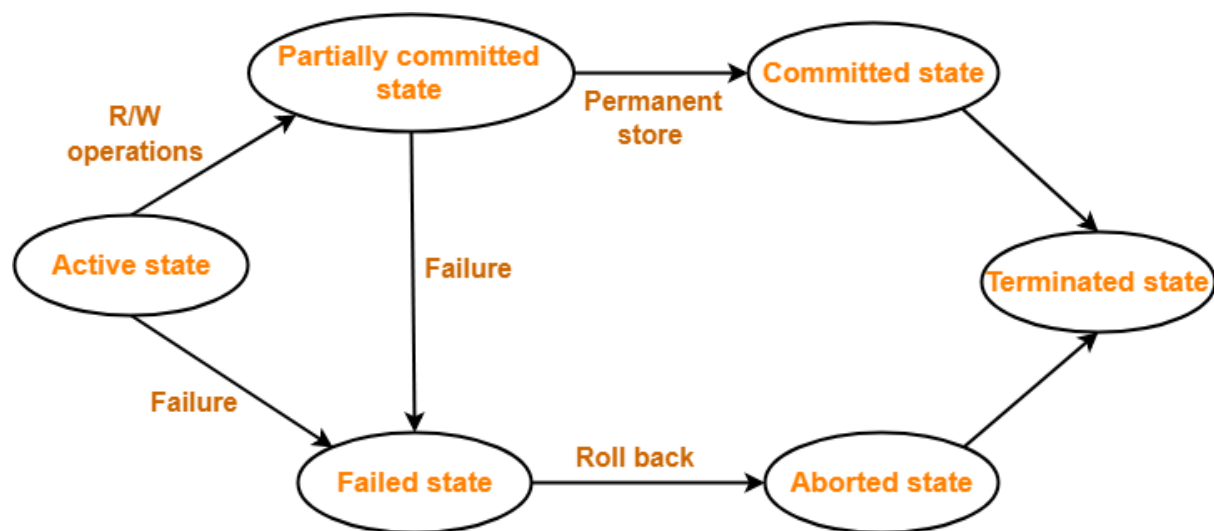 Partially committed
state
Committed state
R/W
operations
Permanent
store
Active state
Failure
Terminated state
Failure
Failed state
Roll back
Aborted state